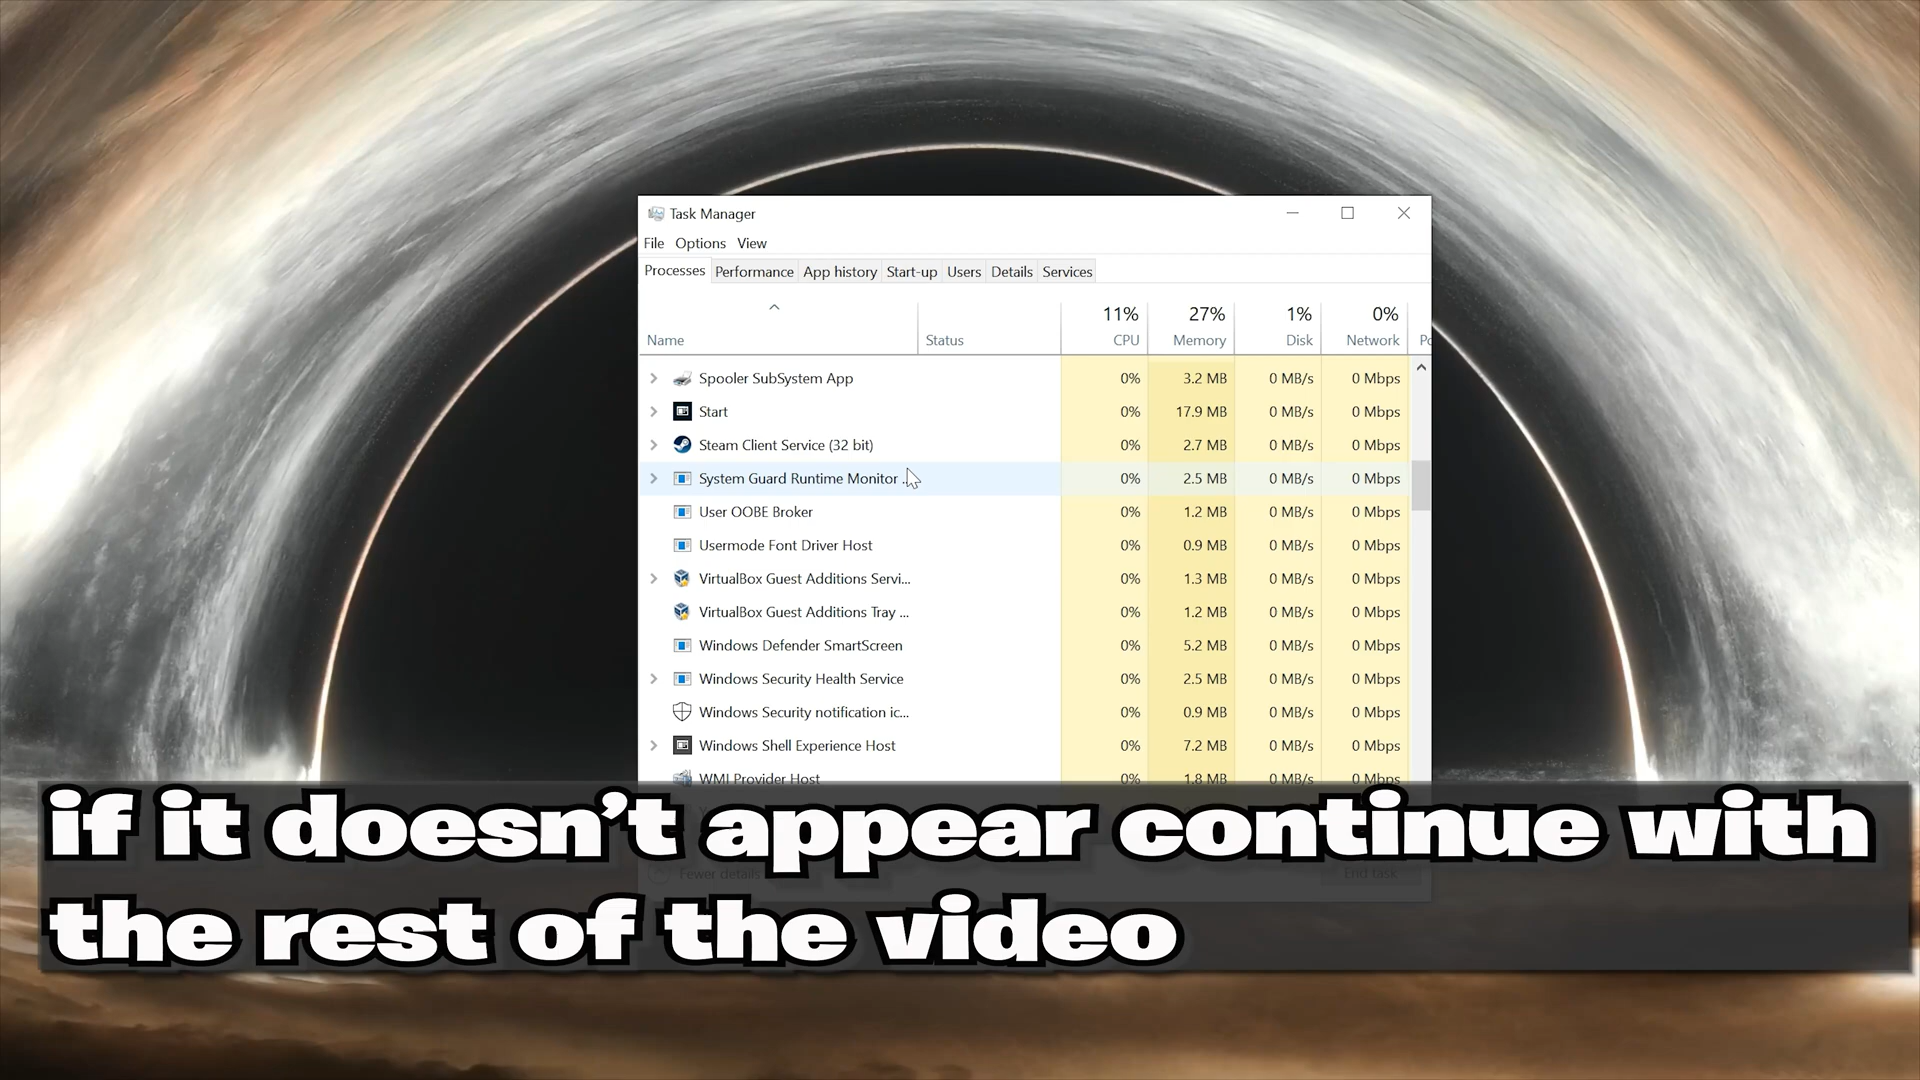 Task Manager
File Options View
Processes Performance App history Start-up Users Details Services
11% 27% 1% 0%
Name Status CPU Memory Disk Network
Spooler SubSystem App 0% 3.2 MB 0 MB/s 0 Mbps
Start 0% 17.9 MB 0 MB/s 0 Mbps
Steam Client Service (32 bit) 0% 2.7 MB 0 MB/s 0 Mbps
System Guard Runtime Monitor ... 0% 2.5 MB 0 MB/s 0 Mbps
User OOBE Broker 0% 1.2 MB 0 MB/s 0 Mbps
Usermode Font Driver Host 0% 0.9 MB 0 MB/s 0 Mbps
VirtualBox Guest Additions Servi... 0% 1.3 MB 0 MB/s 0 Mbps
VirtualBox Guest Additions Tray ... 0% 1.2 MB 0 MB/s 0 Mbps
Windows Defender SmartScreen 0% 5.2 MB 0 MB/s 0 Mbps
Windows Security Health Service 0% 2.5 MB 0 MB/s 0 Mbps
Windows Security notification ic... 0% 0.9 MB 0 MB/s 0 Mbps
Windows Shell Experience Host 0% 7.2 MB 0 MB/s 0 Mbps
WMI Provider Host 0% 1.8 MB 0 MB/s 0 Mbps
if it doesn't appear continue with
Fewer details End task
the rest of the video